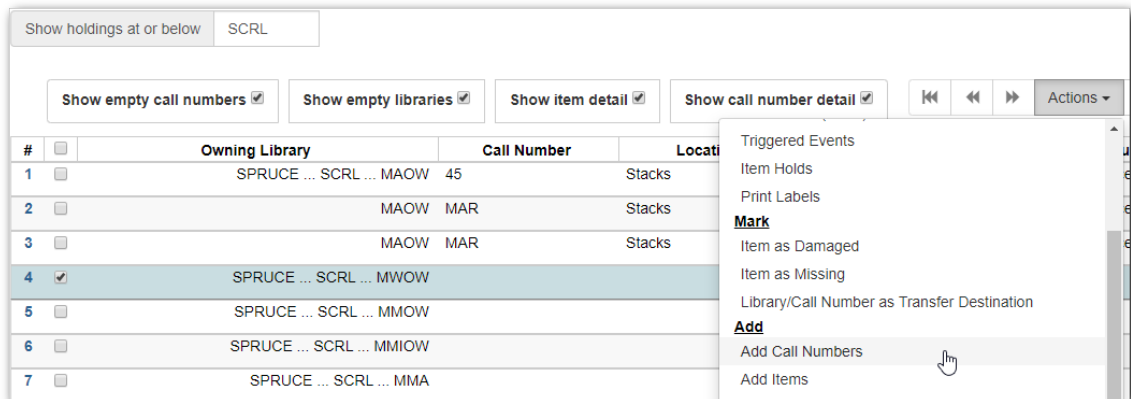 Show holdings at or below SCRL
Show empty call numbers Show empty libraries Show item detail Show call number detail Actions
# Owning Library Call Number Locati
1 SPRUCE ... SCRL ... MAOW 45 Stacks
2 MAOW MAR Stacks
3 MAOW MAR Stacks
4 SPRUCE ... SCRL ... MWOW
5 SPRUCE ... SCRL ... MMOW
6 SPRUCE ... SCRL ... MMIOW
7 SPRUCE ... SCRL ... MMA
Triggered Events
Item Holds
Print Labels
Mark
Item as Damaged
Item as Missing
Library/Call Number as Transfer Destination
Add
Add Call Numbers
Add Items